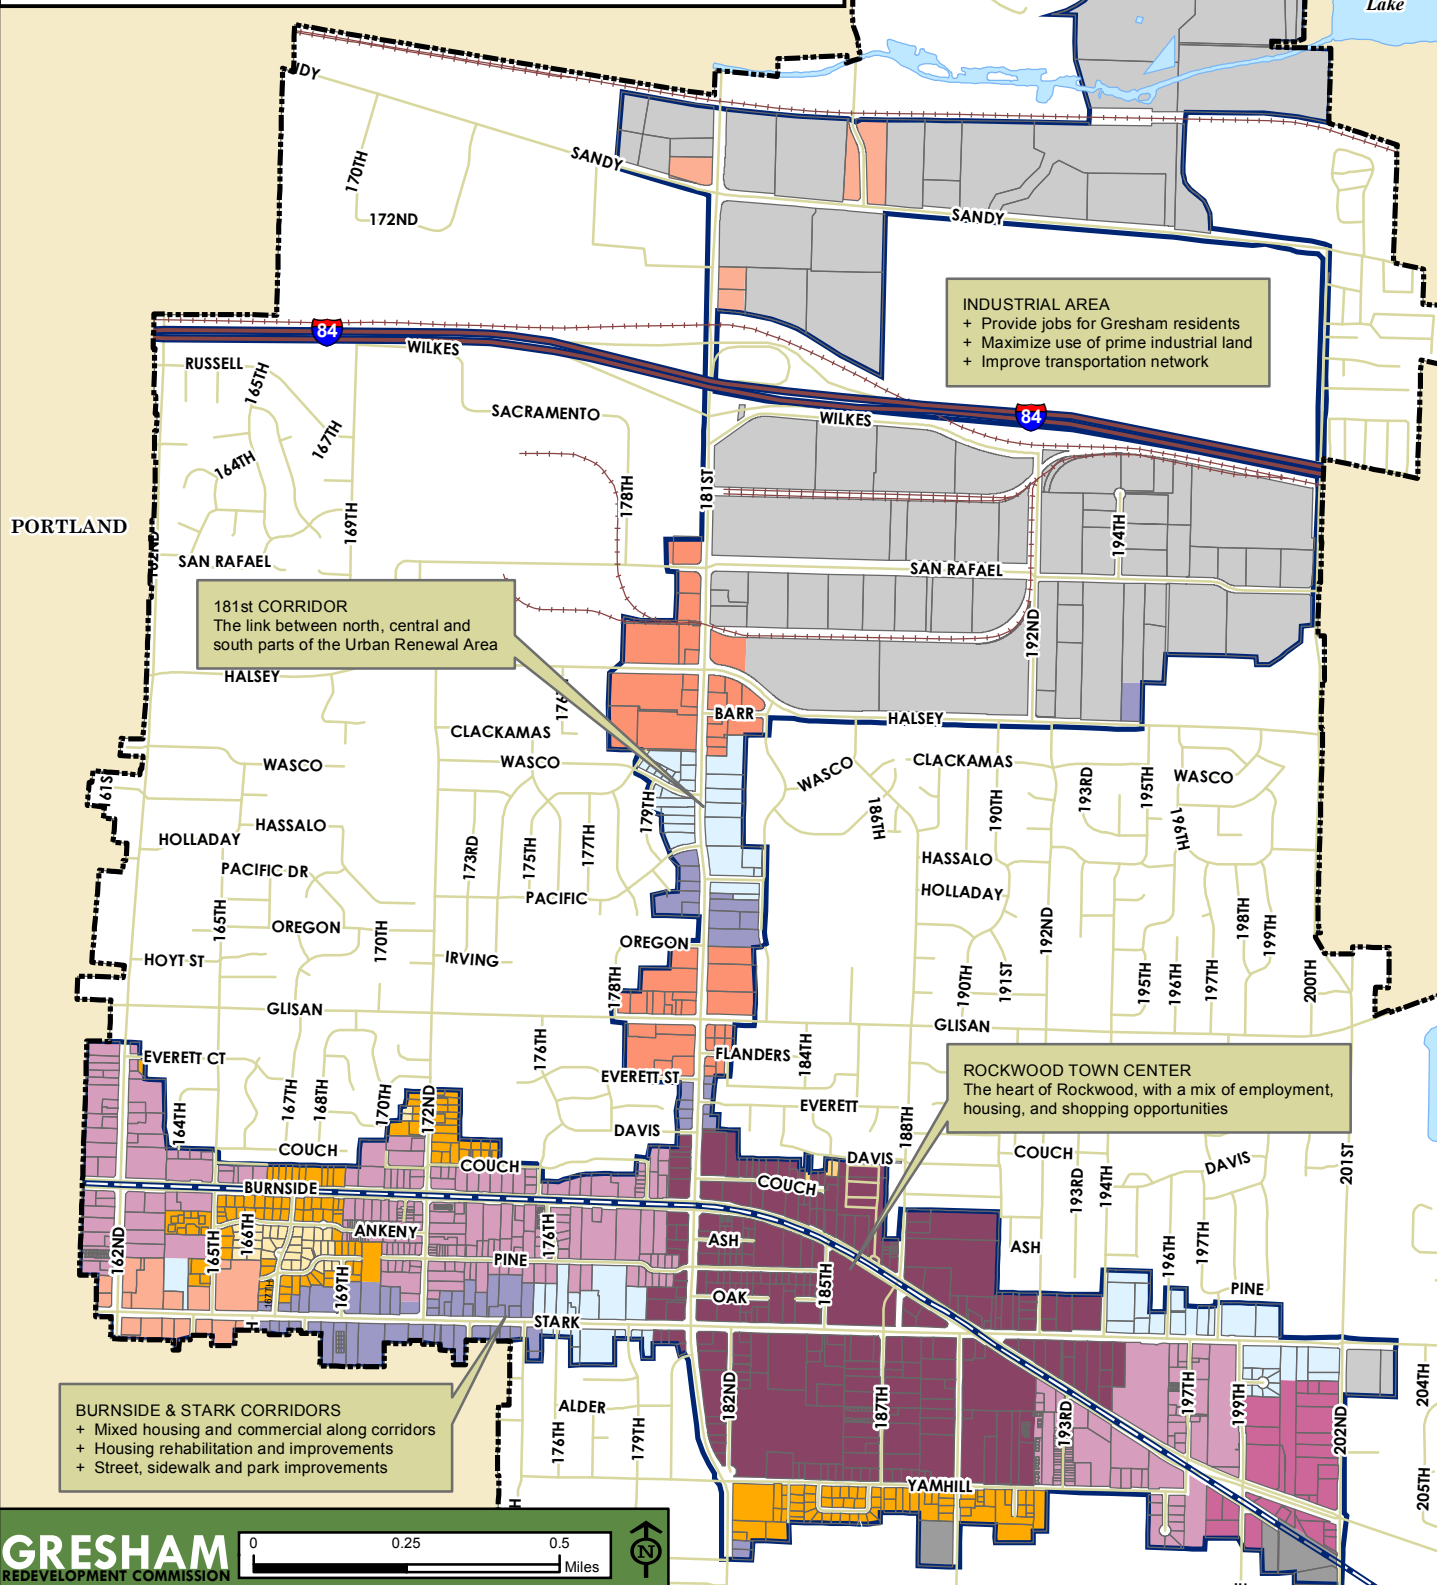 Lake
SANDY
170TH
172ND
SANDY
INDUSTRIAL AREA
+ Provide jobs for Gresham residents
+ Maximize use of prime industrial land
+ Improve transportation network
84
WILKES
RUSSELL
165TH
167TH
164TH
SACRAMENTO
84
WILKES
178TH
181ST
169TH
194TH
PORTLAND
SAN RAFAEL
SAN RAFAEL
181st CORRIDOR
The link between north, central and
south parts of the Urban Renewal Area
192ND
HALSEY
BARR
HALSEY
CLACKAMAS
WASCO
WASCO
WASCO
CLACKAMAS
WASCO
193RD
195TH
190TH
186TH
196TH
179TH
HASSALO
HOLLADAY
PACIFIC DR
173RD
175TH
177TH
HASSALO
HOLLADAY
PACIFIC
165TH
OREGON
170TH
OREGON
192ND
198TH
199TH
HOYT ST
IRVING
178TH
190TH
191ST
195TH
196TH
197TH
200TH
GLISAN
GLISAN
EVERETT CT
176TH
FLANDERS
184TH
EVERETT ST
ROCKWOOD TOWN CENTER
The heart of Rockwood, with a mix of employment,
housing, and shopping opportunities
164TH
167TH
168TH
170TH
172ND
EVERETT
188TH
DAVIS
COUCH
COUCH
DAVIS
COUCH
DAVIS
201ST
193RD
194TH
BURNSIDE
COUCH
162ND
165TH
166TH
ANKENY
176TH
ASH
ASH
196TH
197TH
PINE
169TH
167TH
OAK
185TH
PINE
STARK
BURNSIDE & STARK CORRIDORS
+ Mixed housing and commercial along corridors
+ Housing rehabilitation and improvements
+ Street, sidewalk and park improvements
ALDER
176TH
179TH
182ND
187TH
193RD
197TH
199TH
202ND
204TH
205TH
YAMHILL
GRESHAM
REDEVELOPMENT COMMISSION
0 0.25 0.5
Miles
N